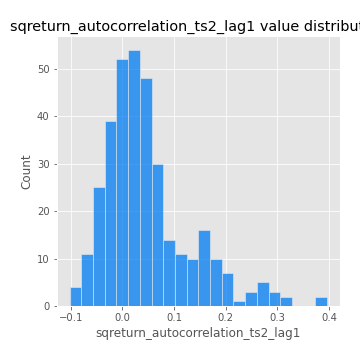 sqreturn_autocorrelation_ts2_lag1 value distribut
50
40
30
20
10
0
Count
−0.1 0.0 0.1 0.2 0.3 0.4
sqreturn_autocorrelation_ts2_lag1